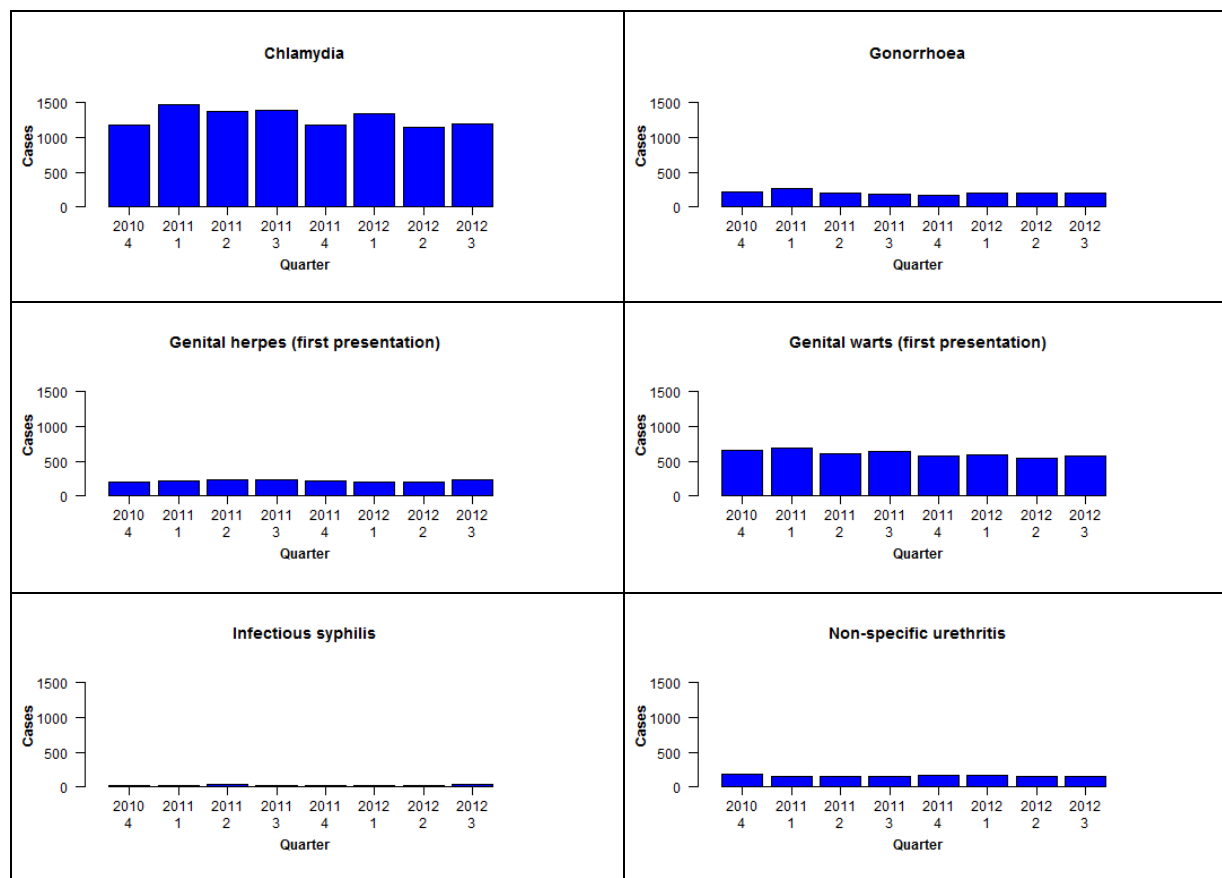 Chlamydia
Cases
1500
1000
500
0
2010 2011 2011 2011 2011 2012 2012 2012
4 1 2 3 4 1 2 3
Quarter
Gonorrhoea
Cases
1500
1000
500
0
2010 2011 2011 2011 2011 2012 2012 2012
4 1 2 3 4 1 2 3
Quarter
Genital herpes (first presentation)
Cases
1500
1000
500
0
2010 2011 2011 2011 2011 2012 2012 2012
4 1 2 3 4 1 2 3
Quarter
Genital warts (first presentation)
Cases
1500
1000
500
0
2010 2011 2011 2011 2011 2012 2012 2012
4 1 2 3 4 1 2 3
Quarter
Infectious syphilis
Cases
1500
1000
500
0
2010 2011 2011 2011 2011 2012 2012 2012
4 1 2 3 4 1 2 3
Quarter
Non-specific urethritis
Cases
1500
1000
500
0
2010 2011 2011 2011 2011 2012 2012 2012
4 1 2 3 4 1 2 3
Quarter